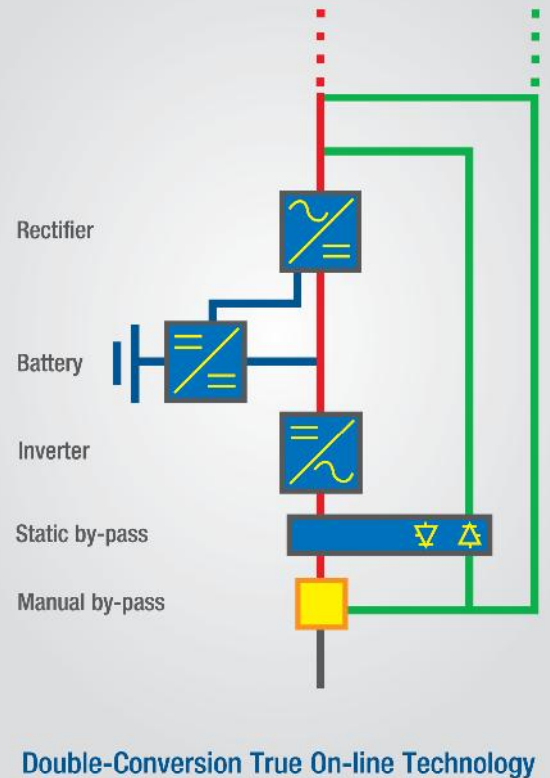 Rectifier
Battery
Inverter
Static by-pass
Manual by-pass
Double-Conversion True On-line Technology